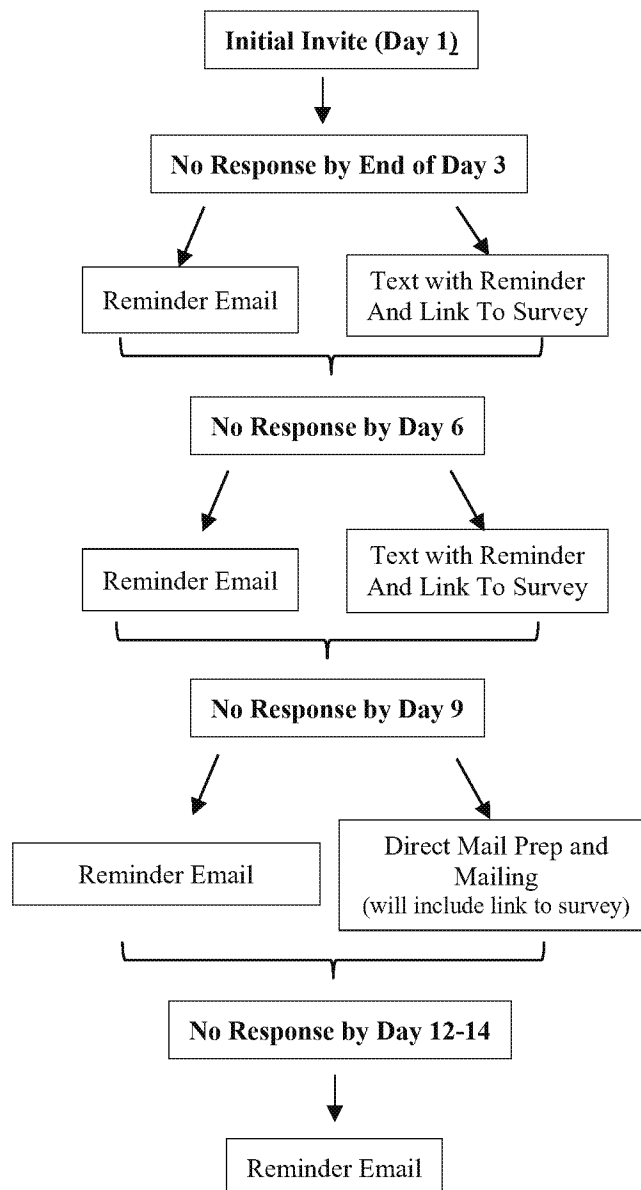 Initial Invite (Day 1)
No Response by End of Day 3
Reminder Email
Text with Reminder
And Link To Survey
No Response by Day 6
Reminder Email
Text with Reminder
And Link To Survey
No Response by Day 9
Reminder Email
Direct Mail Prep and
Mailing
(will include link to survey)
No Response by Day 12-14
Reminder Email